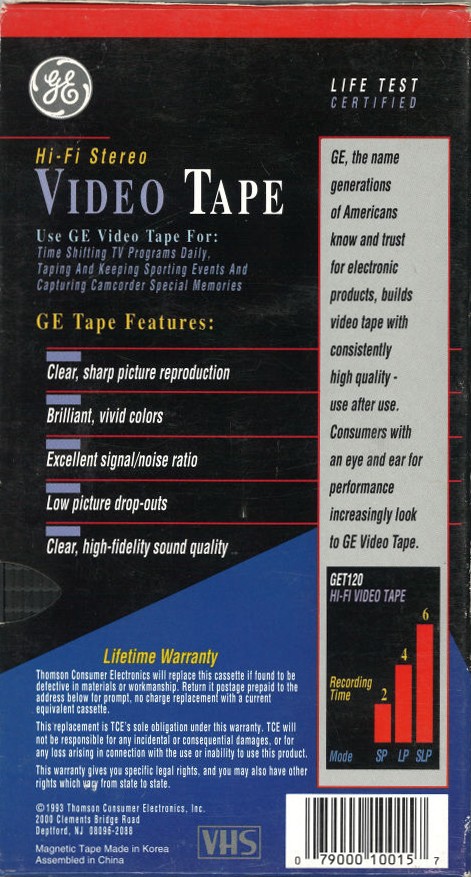 GE
LIFE TEST
CERTIFIED
Hi-Fi Stereo
VIDEO TAPE
Use GE Video Tape For:
Time Shifting TV Programs Daily,
Taping And Keeping Sporting Events And
Capturing Camcorder Special Memories
GE Tape Features:
Clear, sharp picture reproduction
Brilliant, vivid colors
Excellent signal/noise ratio
Low picture drop-outs
Clear, high-fidelity sound quality
GE, the name
generations
of Americans
know and trust
for electronic
products, builds
video tape with
consistently
high quality -
use after use.
Consumers with
an eye and ear for
performance
increasingly look
to GE Video Tape.
GET120
HI-FI VIDEO TAPE
6
4
Recording
Time
2
Mode SP LP SLP
Lifetime Warranty
Thomson Consumer Electronics will replace this cassette if found to be
defective in materials or workmanship. Return it postage prepaid to the
address below for prompt, no charge replacement with a current
equivalent cassette.
This replacement is TCE's sole obligation under this warranty. TCE will
not be responsible for any incidental or consequential damages, or for
any loss arising in connection with the use or inability to use this product.
This warranty gives you specific legal rights, and you may also have other
rights which vary from state to state.
©1993 Thomson Consumer Electronics, Inc.
2000 Clements Bridge Road
Deptford, NJ 08096-2088
Magnetic Tape Made in Korea
Assembled in China
VHS
0 79000 10015 7